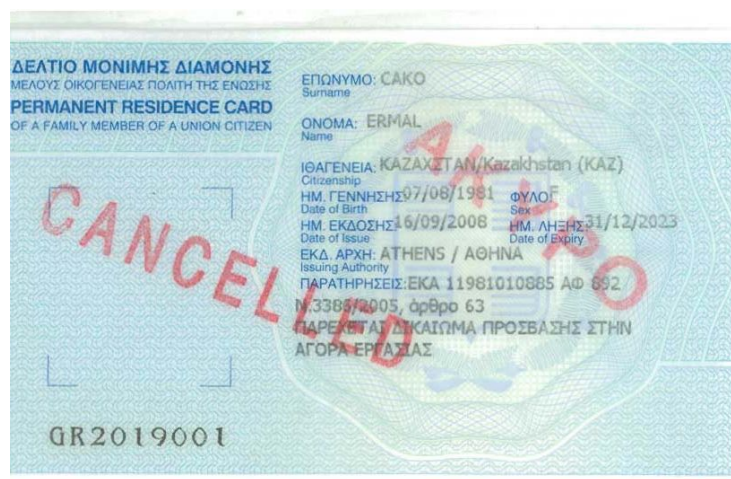 ΔΕΛΤΙΟ ΜΟΝΙΜΗΣ ΔΙΑΜΟΝΗΣ
ΜΕΛΟΥΣ ΟΙΚΟΓΕΝΕΙΑΣ ΠΟΛΙΤΗ ΤΗΣ ΕΝΩΣΗΣ
PERMANENT RESIDENCE CARD
OF A FAMILY MEMBER OF A UNION CITIZEN
ΕΠΩΝΥΜΟ: CAKO
Surname
ΟΝΟΜΑ: ERMAL
Name
ΙΘΑΓΕΝΕΙΑ: ΚΑΖΑΧΣΤΑΝ/Kazakhstan (KAZ)
Citizenship
ΗΜ. ΓΕΝΝΗΣΗΣ 07/08/1981 ΦΥΛΟ: F
Date of Birth Sex
ΗΜ. ΕΚΔΟΣΗΣ 16/09/2008 ΗΜ. ΛΗΞΗΣ: 31/12/2023
Date of Issue Date of Expiry
ΕΚΔ. ΑΡΧΗ: ATHENS / ΑΘΗΝΑ
Issuing Authority
ΠΑΡΑΤΗΡΗΣΕΙΣ: ΕΚΑ 11981010885 ΑΦ 692
Ν.3386/2005, άρθρο 63
ΠΑΡΕΧΕΤΑΙ ΔΙΚΑΙΩΜΑ ΠΡΟΣΒΑΣΗΣ ΣΤΗΝ
ΑΓΟΡΑ ΕΡΓΑΣΙΑΣ
CANCELLED
ΑΚΥΡΟ
GR2019001